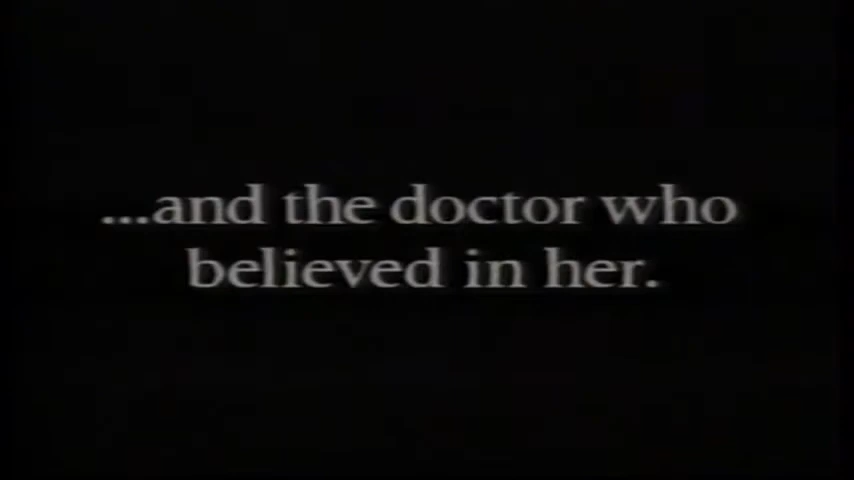 ...and the doctor who
believed in her.